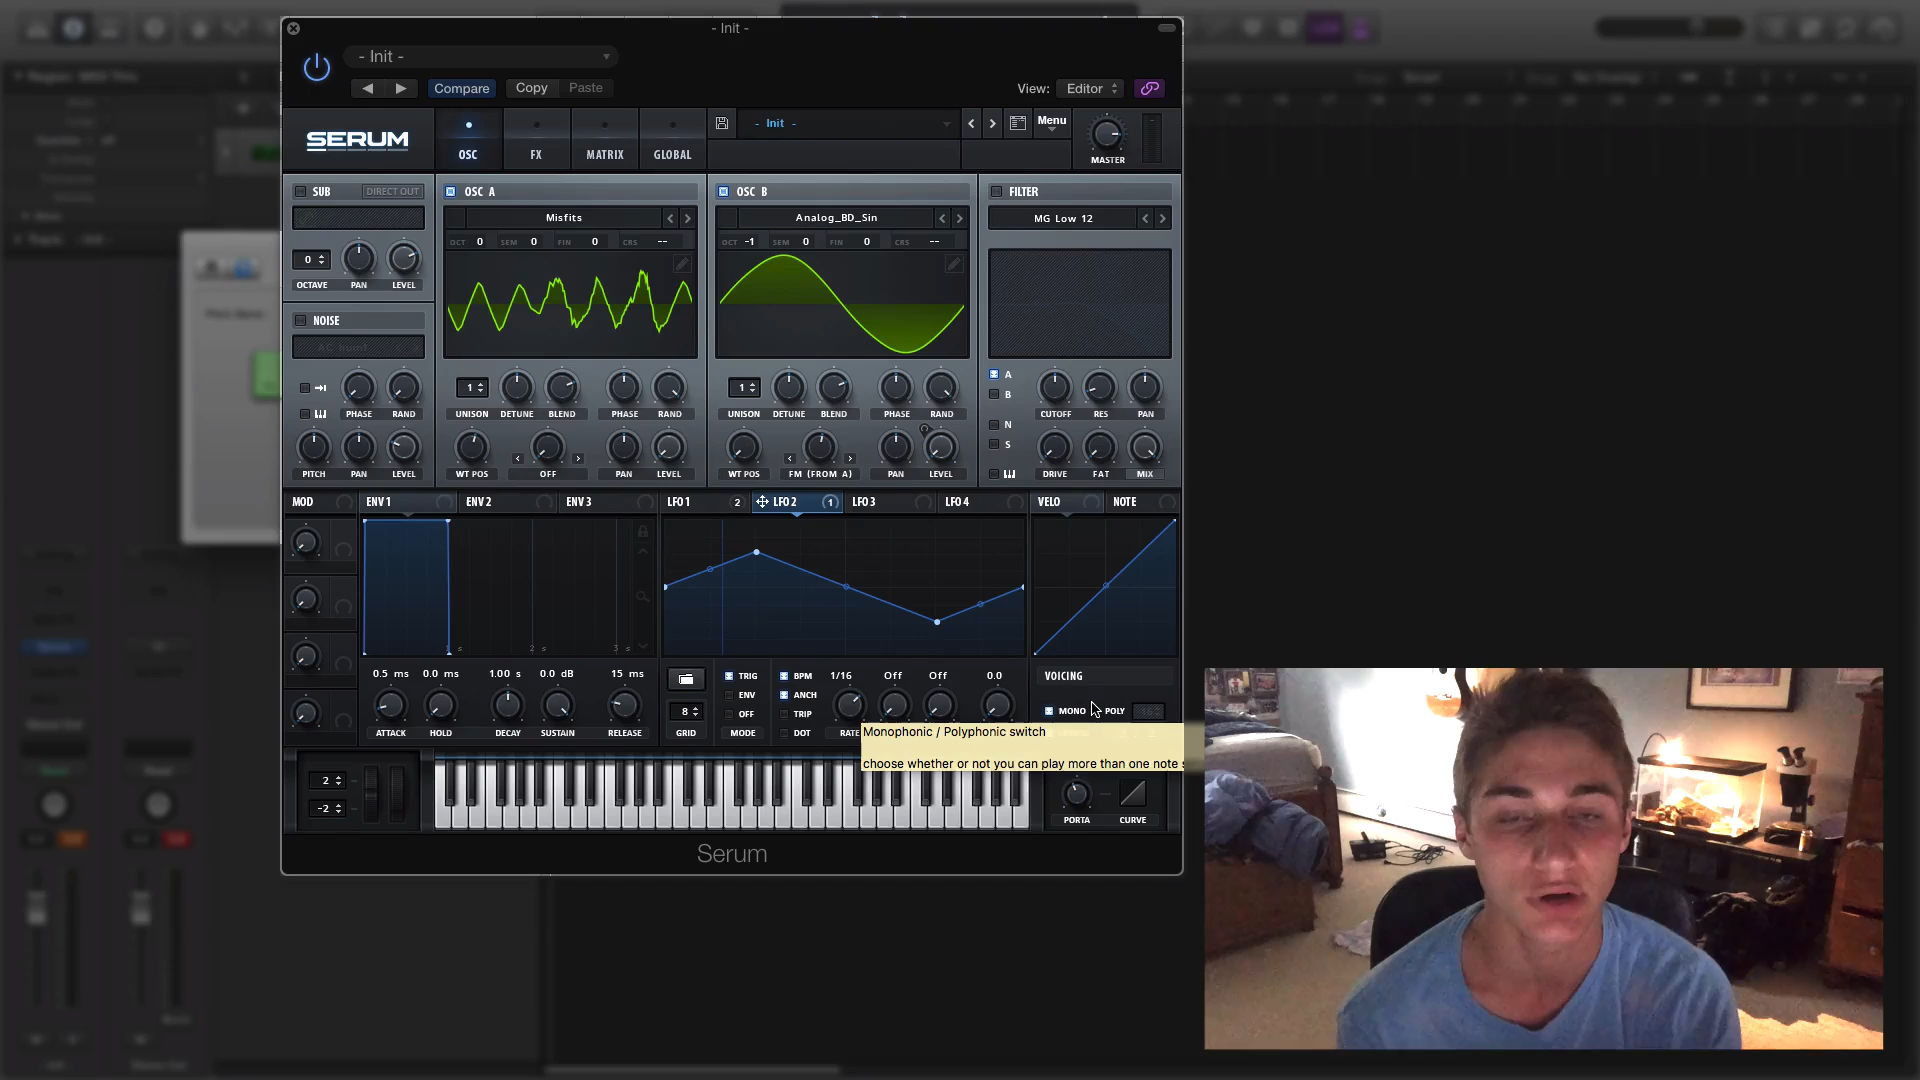 - Init -
- Init -
Compare
Copy
Paste
View:
Editor
SERUM
OSC
FX
MATRIX
GLOBAL
- Init -
Menu
MASTER
SUB
DIRECT OUT
OSC A
OSC B
FILTER
Misfits
Analog_BD_Sin
MG Low 12
OCT 0 SEM 0 FIN 0 CRS --
OCT -1 SEM 0 FIN 0 CRS --
0
OCTAVE PAN LEVEL
NOISE
AC hum1
A
1
1
B
PHASE RAND
UNISON DETUNE BLEND PHASE RAND
UNISON DETUNE BLEND PHASE RAND
CUTOFF RES PAN
N
S
PITCH PAN LEVEL
WT POS OFF PAN LEVEL
WT POS FM (FROM A) PAN LEVEL
DRIVE FAT MIX
MOD ENV 1 ENV 2 ENV 3 LFO 1 2 LFO 2 1 LFO 3 LFO 4 VELO NOTE
s 2 s 3 s
0.5 ms 0.0 ms 1.00 s 0.0 dB 15 ms
TRIG BPM 1/16 Off Off 0.0
VOICING
ENV ANCH
8 OFF TRIP
MONO POLY
ATTACK HOLD DECAY SUSTAIN RELEASE
GRID MODE DOT RATE
Monophonic / Polyphonic switch
choose whether or not you can play more than one note s
2
-2
PORTA CURVE
Serum